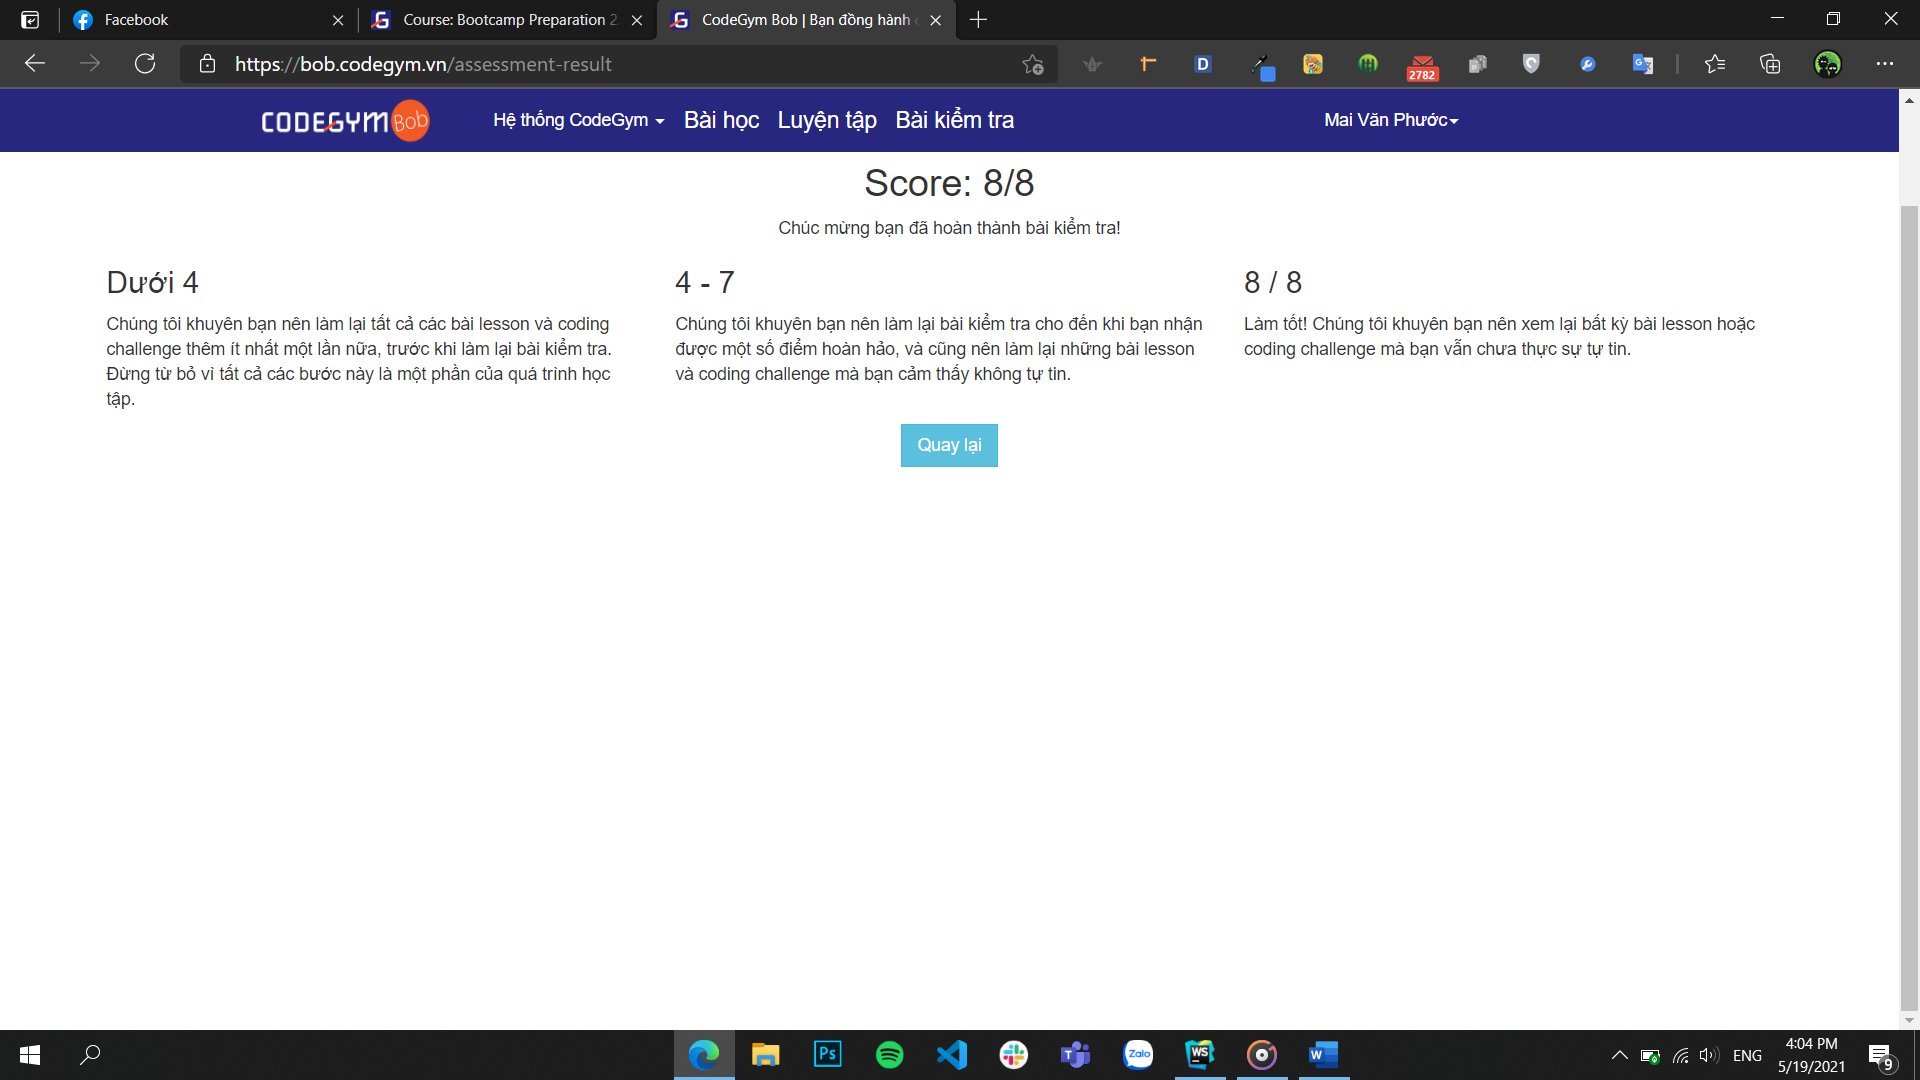 Facebook
Course: Bootcamp Preparation 2
CodeGym Bob | Bạn đồng hành
https://bob.codegym.vn/assessment-result
2782
CODEGYM Bob
Hệ thống CodeGym
Bài học
Luyện tập
Bài kiểm tra
Mai Văn Phước
Score: 8/8
Chúc mừng bạn đã hoàn thành bài kiểm tra!
Dưới 4
Chúng tôi khuyên bạn nên làm lại tất cả các bài lesson và coding
challenge thêm ít nhất một lần nữa, trước khi làm lại bài kiểm tra.
Đừng từ bỏ vì tất cả các bước này là một phần của quá trình học
tập.
4 - 7
Chúng tôi khuyên bạn nên làm lại bài kiểm tra cho đến khi bạn nhận
được một số điểm hoàn hảo, và cũng nên làm lại những bài lesson
và coding challenge mà bạn cảm thấy không tự tin.
8 / 8
Làm tốt! Chúng tôi khuyên bạn nên xem lại bất kỳ bài lesson hoặc
coding challenge mà bạn vẫn chưa thực sự tự tin.
Quay lại
Ps
Zalo
WS
W
ENG
4:04 PM
5/19/2021
9